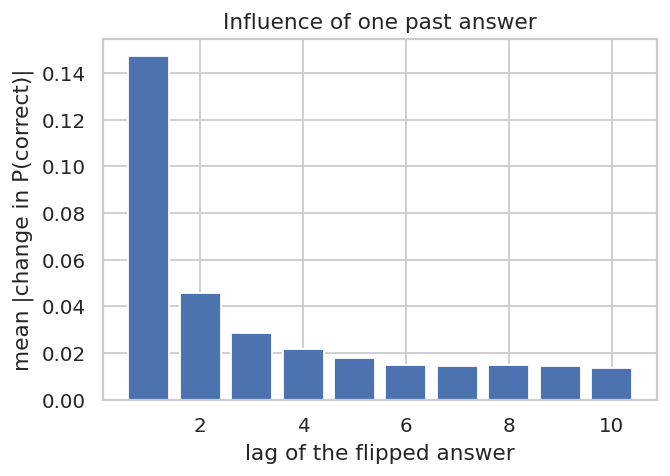 Influence of one past answer
mean |change in P(correct)|
0.14
0.12
0.10
0.08
0.06
0.04
0.02
0.00
2 4 6 8 10
lag of the flipped answer